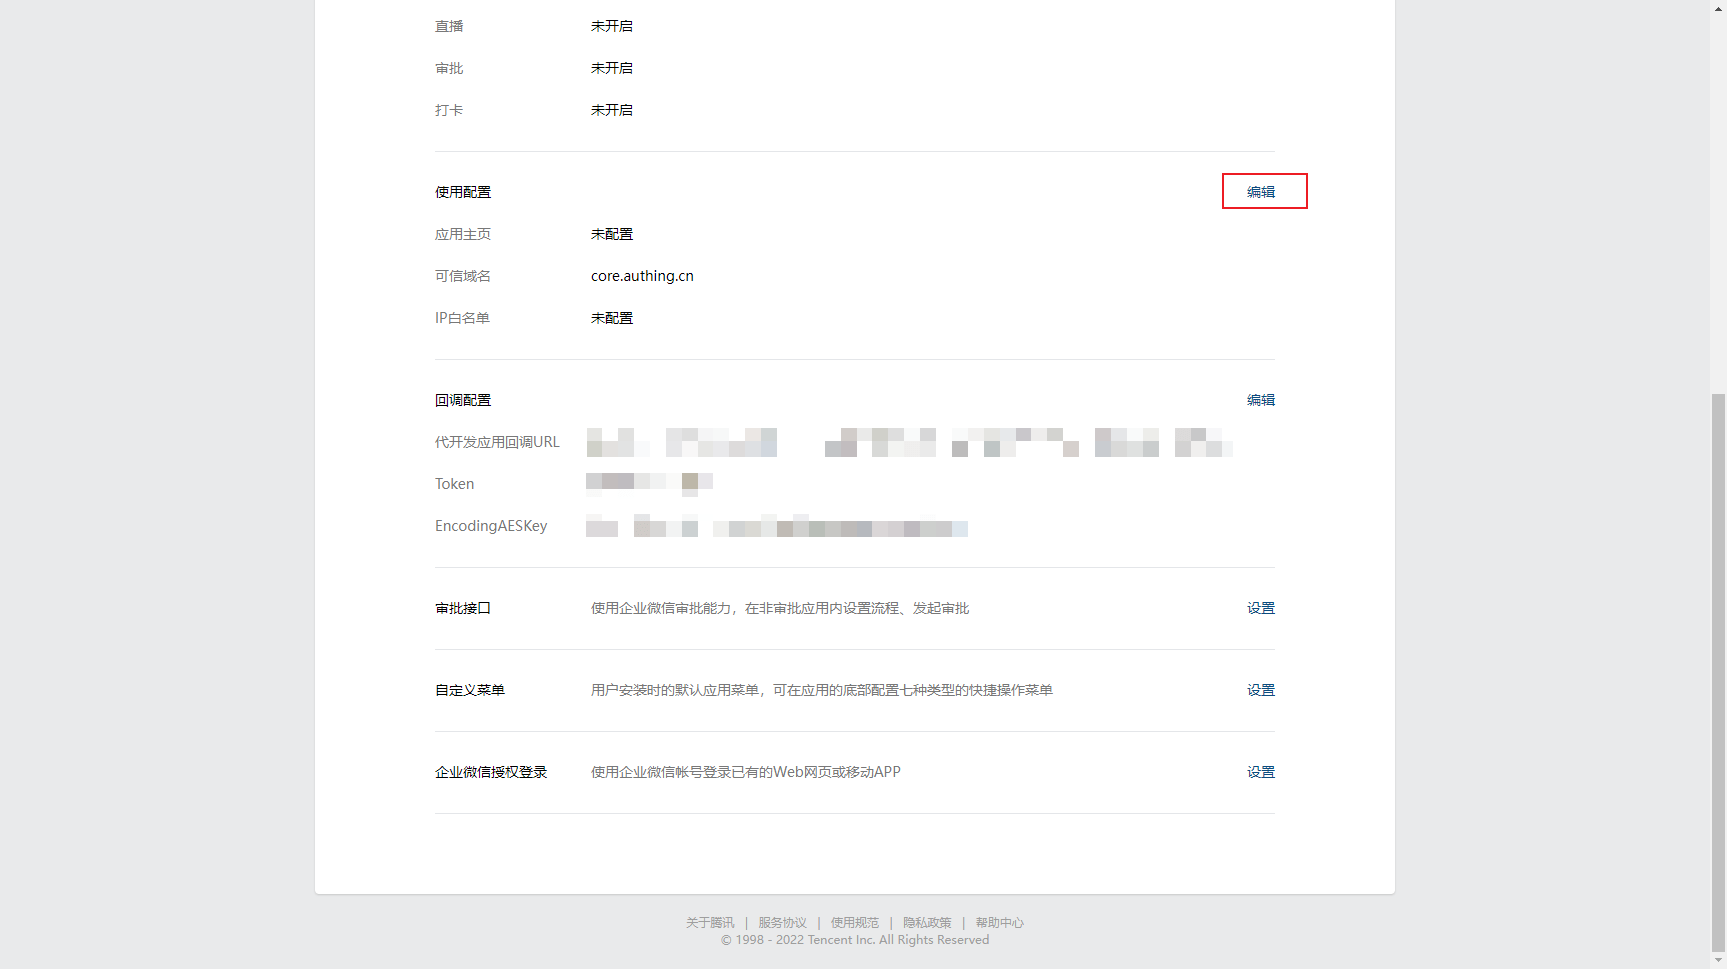 直播 未开启
审批 未开启
打卡 未开启
使用配置 编辑
应用主页 未配置
可信域名 core.authing.cn
IP白名单 未配置
回调配置 编辑
代开发应用回调URL
Token
EncodingAESKey
审批接口 使用企业微信审批能力，在非审批应用内设置流程、发起审批 设置
自定义菜单 用户安装时的默认应用菜单，可在应用的底部配置七种类型的快捷操作菜单 设置
企业微信授权登录 使用企业微信帐号登录已有的Web网页或移动APP 设置
关于腾讯 | 服务协议 | 使用规范 | 隐私政策 | 帮助中心
© 1998 - 2022 Tencent Inc. All Rights Reserved